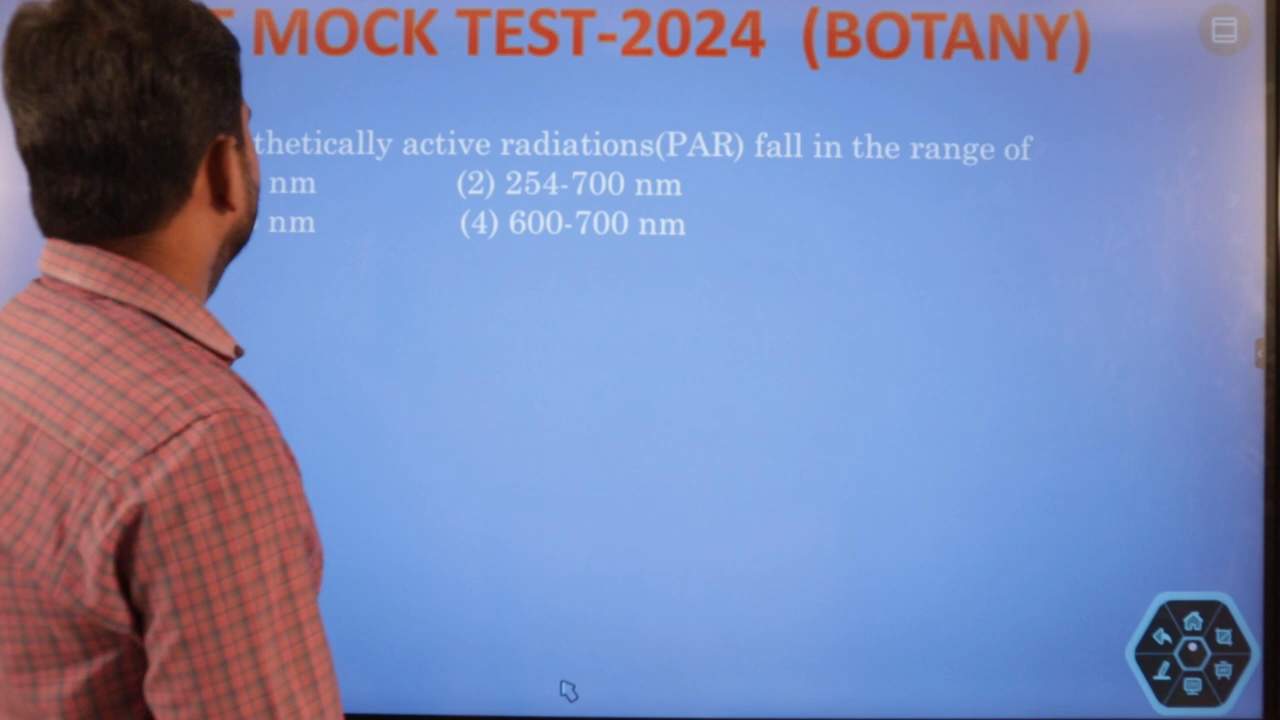 MOCK TEST-2024 (BOTANY)
active radiations(PAR) fall in the range of
nm (2) 254-700 nm
nm (4) 600-700 nm